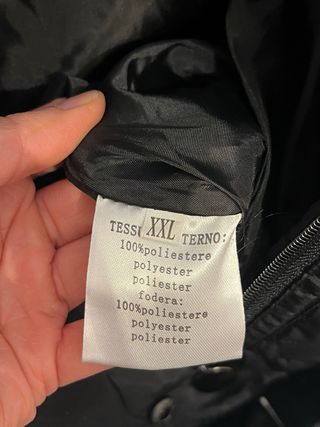 TESS XXL TERNO:
100%poliestere
polyester
poliester
fodera:
100%poliestere
polyester
poliester